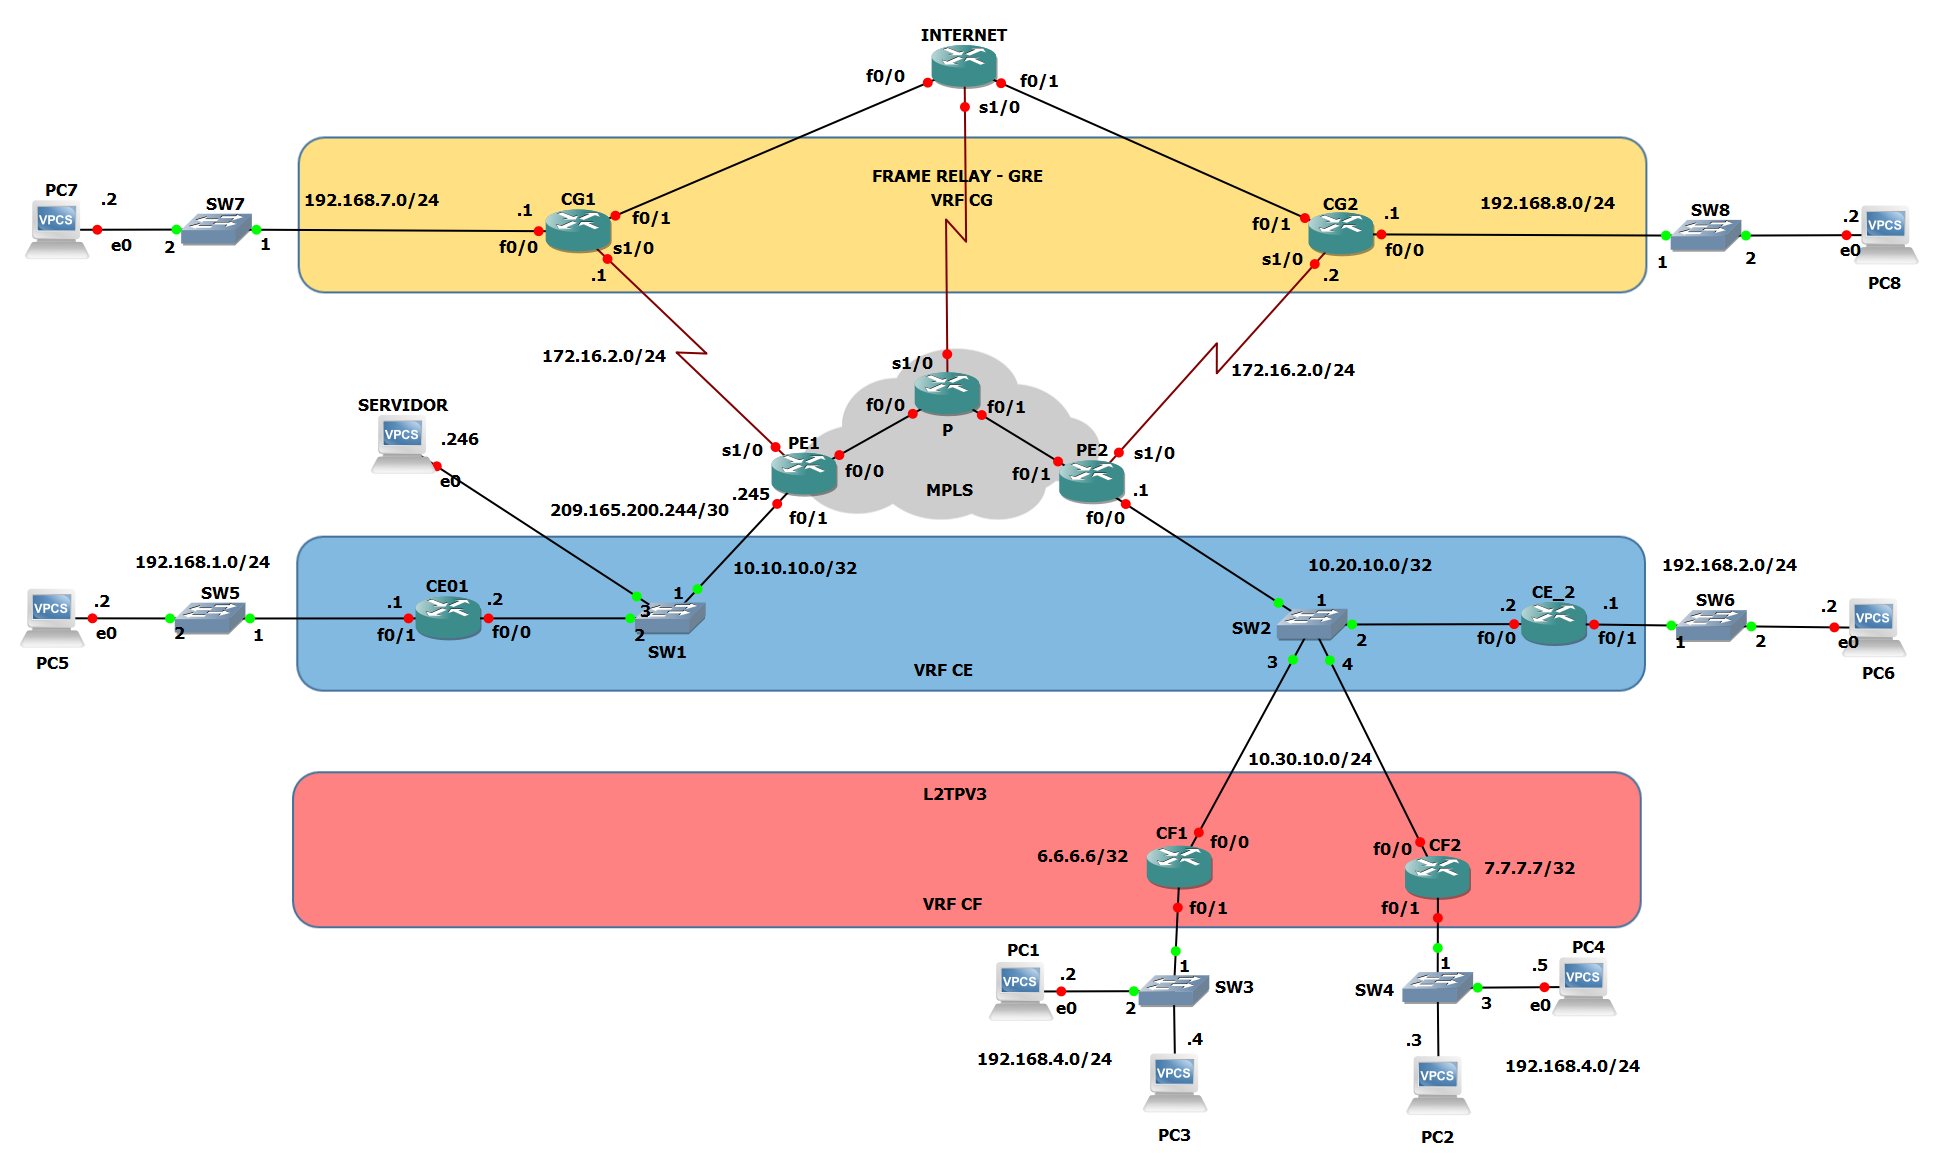 INTERNET
f0/0
f0/1
s1/0
FRAME RELAY - GRE
VRF CG
PC7
.2
VPCS
e0
SW7
2
1
192.168.7.0/24
.1
CG1
f0/0
f0/1
s1/0
.1
CG2
.1
f0/1
f0/0
s1/0
.2
192.168.8.0/24
SW8
1
2
.2
VPCS
e0
PC8
172.16.2.0/24
172.16.2.0/24
s1/0
f0/0
f0/1
P
SERVIDOR
VPCS
.246
e0
PE1
s1/0
f0/0
.245
f0/1
209.165.200.244/30
MPLS
PE2
s1/0
f0/1
.1
f0/0
192.168.1.0/24
10.10.10.0/32
10.20.10.0/32
192.168.2.0/24
VPCS
.2
e0
PC5
SW5
2
1
CE01
.1
.2
f0/1
f0/0
3
1
2
SW1
VRF CE
SW2
1
2
3
4
CE_2
.2
.1
f0/0
f0/1
SW6
1
2
.2
VPCS
e0
PC6
10.30.10.0/24
L2TPV3
CF1
f0/0
6.6.6.6/32
f0/1
f0/0
CF2
7.7.7.7/32
f0/1
VRF CF
PC1
.2
VPCS
e0
1
2
SW3
192.168.4.0/24
.4
VPCS
PC3
1
SW4
3
.5
PC4
VPCS
e0
.3
VPCS
PC2
192.168.4.0/24